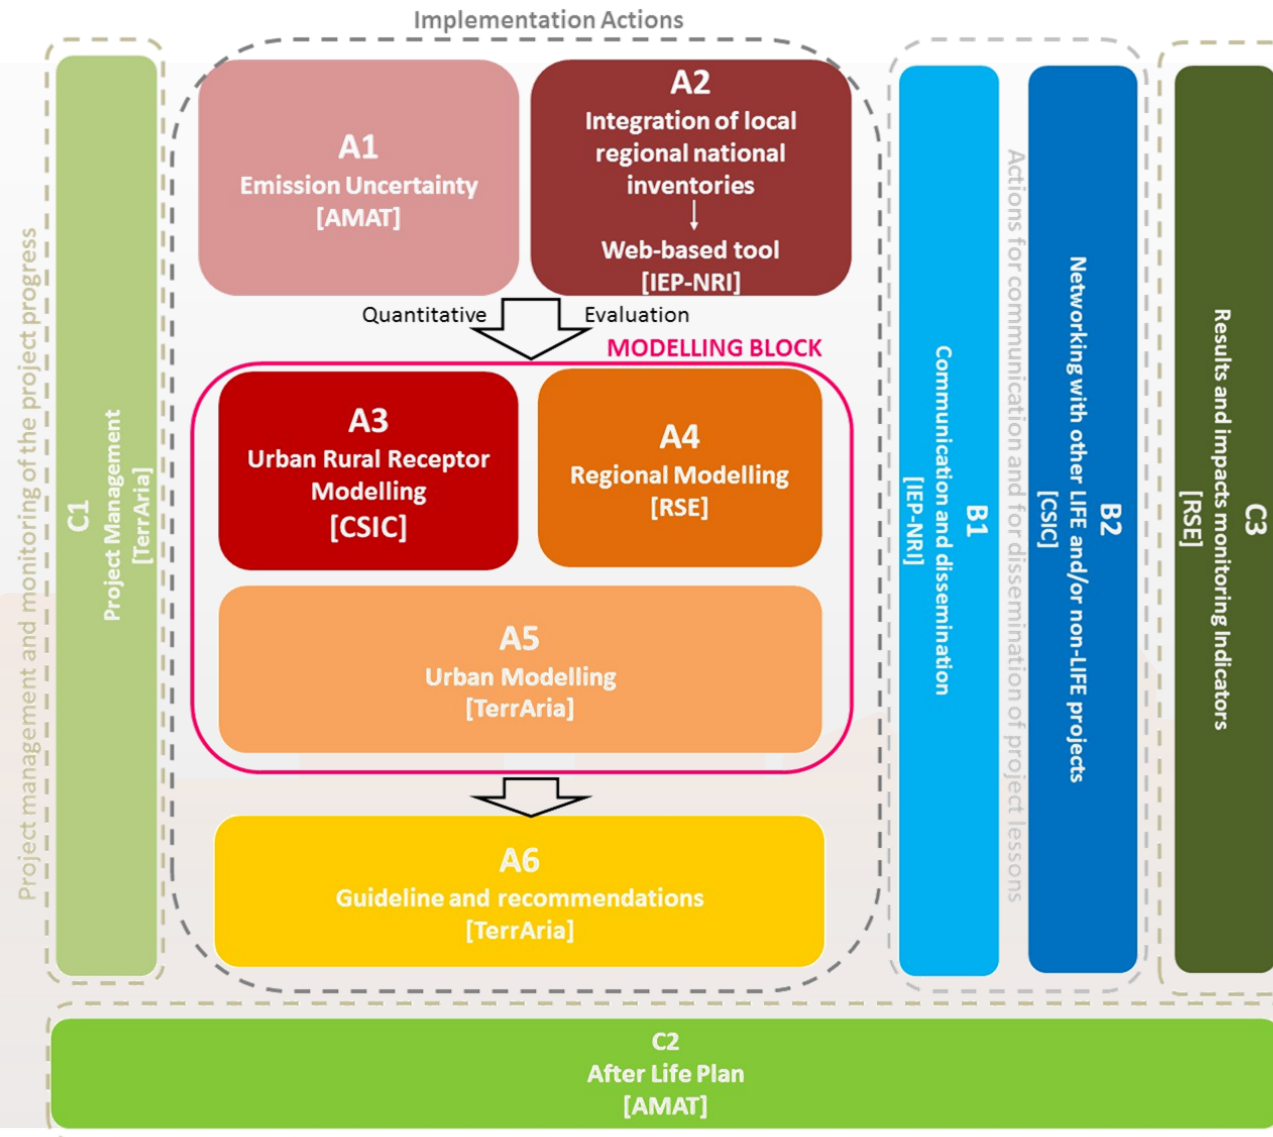 Implementation Actions
Project management and monitoring of the project progress
C1
Project Management
[TerrAria]
A1
Emission Uncertainty
[AMAT]
A2
Integration of local
regional national
inventories
Web-based tool
[IEP-NRI]
Quantitative
Evaluation
MODELLING BLOCK
A3
Urban Rural Receptor
Modelling
[CSIC]
A4
Regional Modelling
[RSE]
A5
Urban Modelling
[TerrAria]
A6
Guideline and recommendations
[TerrAria]
B1
Communication and dissemination
[IEP-NRI]
Actions for communication and for dissemination of project lessons
B2
Networking with other LIFE and/or non-LIFE projects
[CSIC]
C3
Results and impacts monitoring Indicators
[RSE]
C2
After Life Plan
[AMAT]